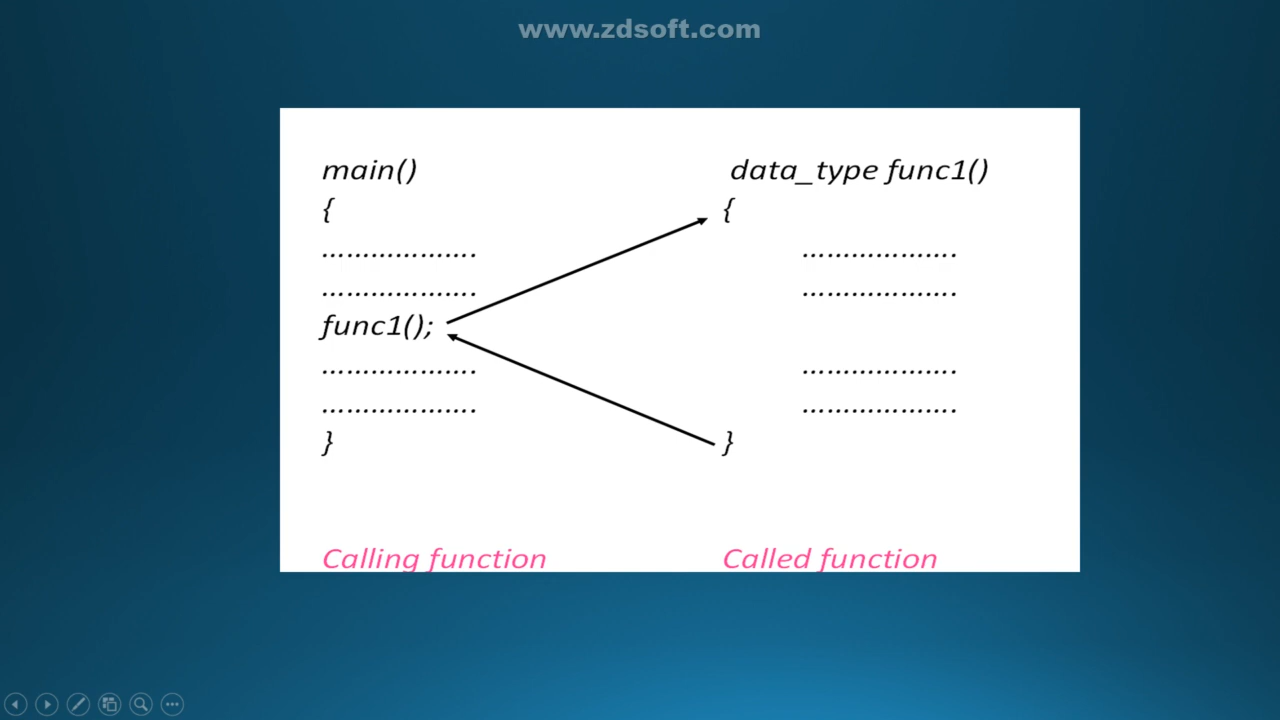 www.zdsoft.com
main()
{
...................
...................
func1();
...................
...................
}
Calling function
data_type func1()
{
...................
...................
...................
...................
}
Called function